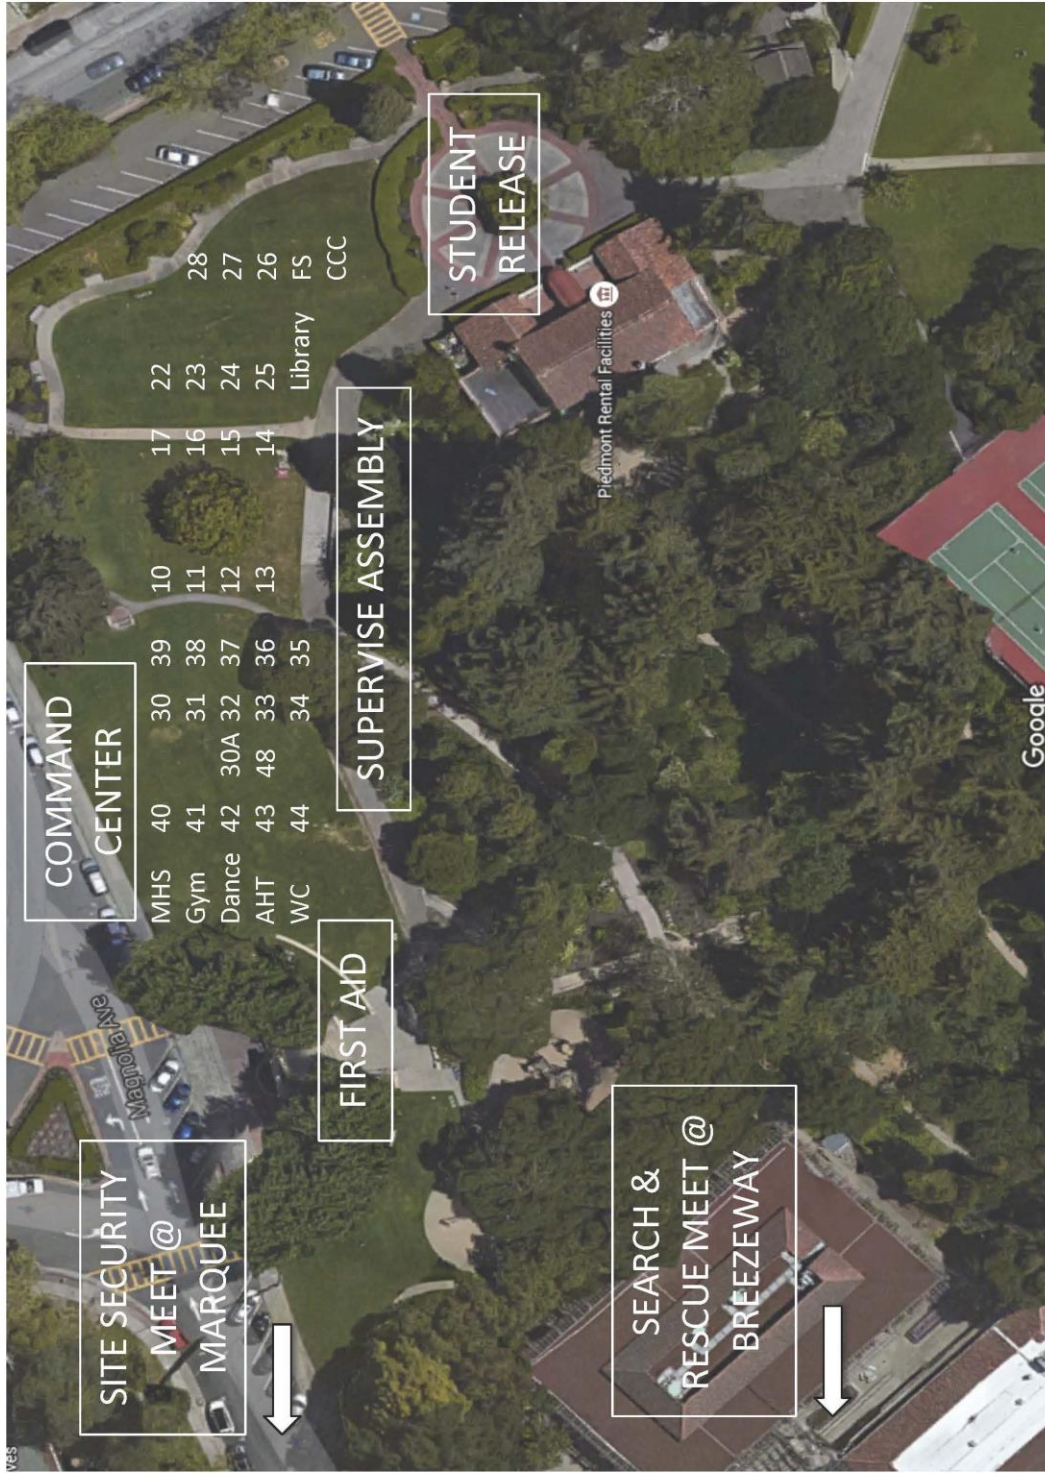 ves
COMMAND
CENTER
SITE SECURITY
MEET @
MARQUEE
Magnolia Ave
MHS 40 30 39 10 17 22
Gym 41 31 38 11 16 23 28
Dance 42 30A 32 37 12 15 24 27
AHT 43 48 33 36 13 14 25 26
WC 44 34 35 Library FS
CCC
FIRST AID
SUPERVISE ASSEMBLY
STUDENT
RELEASE
Piedmont Rental Facilities
SEARCH &
RESCUE MEET @
BREEZEWAY
Google